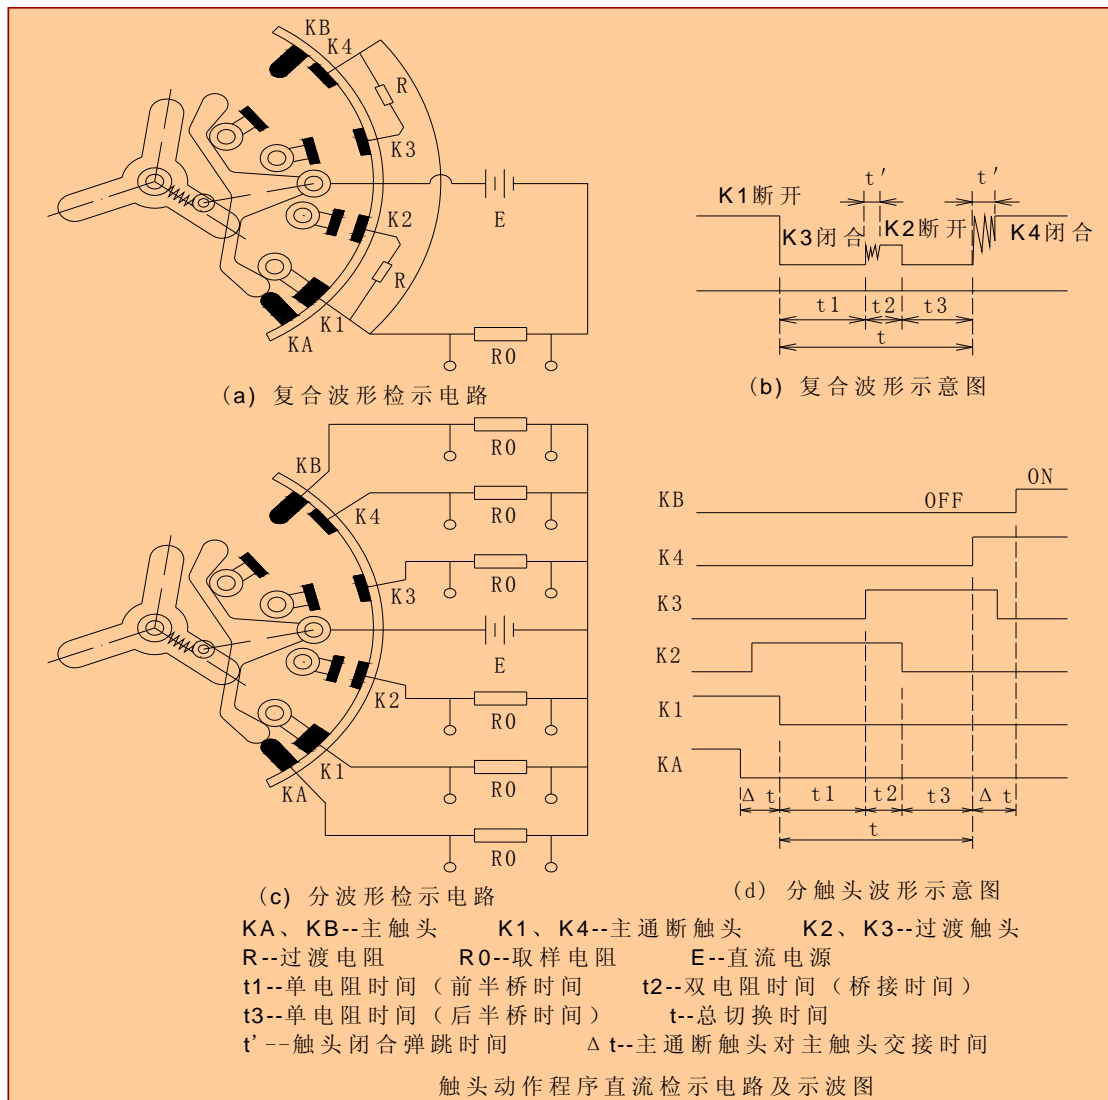 KB
K4
R
K3
K2
E
R
K1
KA
R0
(a) 复合波形检示电路
t′ t′
K1断开
K3闭合 K2断开 K4闭合
t1 t2 t3
t
(b) 复合波形示意图
R0
KB
K4
R0
R0
K3
E
K2
R0
K1
R0
KA
R0
(c) 分波形检示电路
ON
KB OFF
K4
K3
K2
K1
KA
Δ t t1 t2 t3 Δ t
t
(d) 分触头波形示意图
KA、KB--主触头 K1、K4--主通断触头 K2、K3--过渡触头
R--过渡电阻 R0--取样电阻 E--直流电源
t1--单电阻时间（前半桥时间 t2--双电阻时间（桥接时间）
t3--单电阻时间（后半桥时间） t--总切换时间
t' --触头闭合弹跳时间 Δ t--主通断触头对主触头交接时间
触头动作程序直流检示电路及示波图